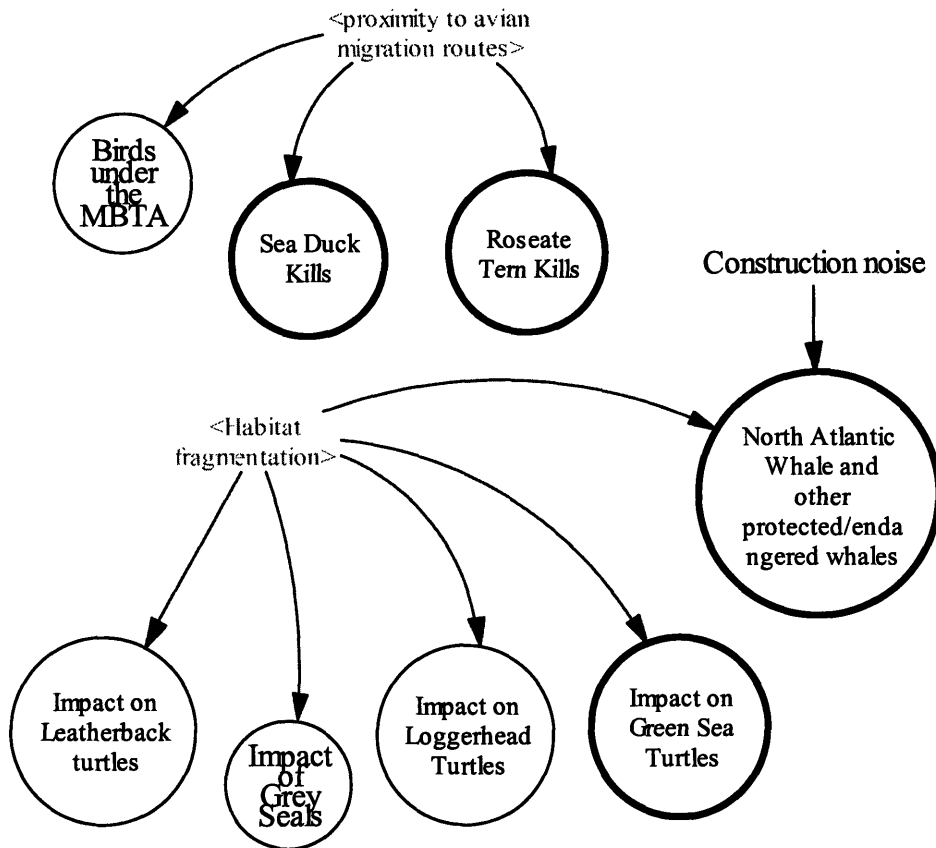 <proximity to avian
migration routes>
Birds
under
the
MBTA
Sea Duck
Kills
Roseate
Tern Kills
Construction noise
North Atlantic
Whale and
other
protected/enda
ngered whales
<Habitat
fragmentation>
Impact on
Leatherback
turtles
Impact
of
Grey
Seals
Impact on
Loggerhead
Turtles
Impact on
Green Sea
Turtles